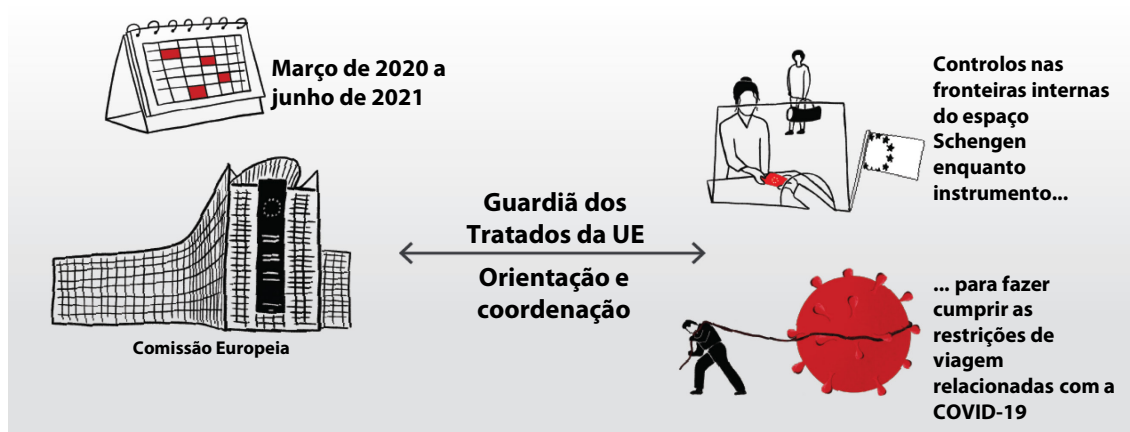 Março de 2020 a
junho de 2021
Comissão Europeia
Guardiã dos
Tratados da UE
Orientação e
coordenação
Controlos nas
fronteiras internas
do espaço
Schengen
enquanto
instrumento...
... para fazer
cumprir as
restrições de
viagem
relacionadas com a
COVID-19